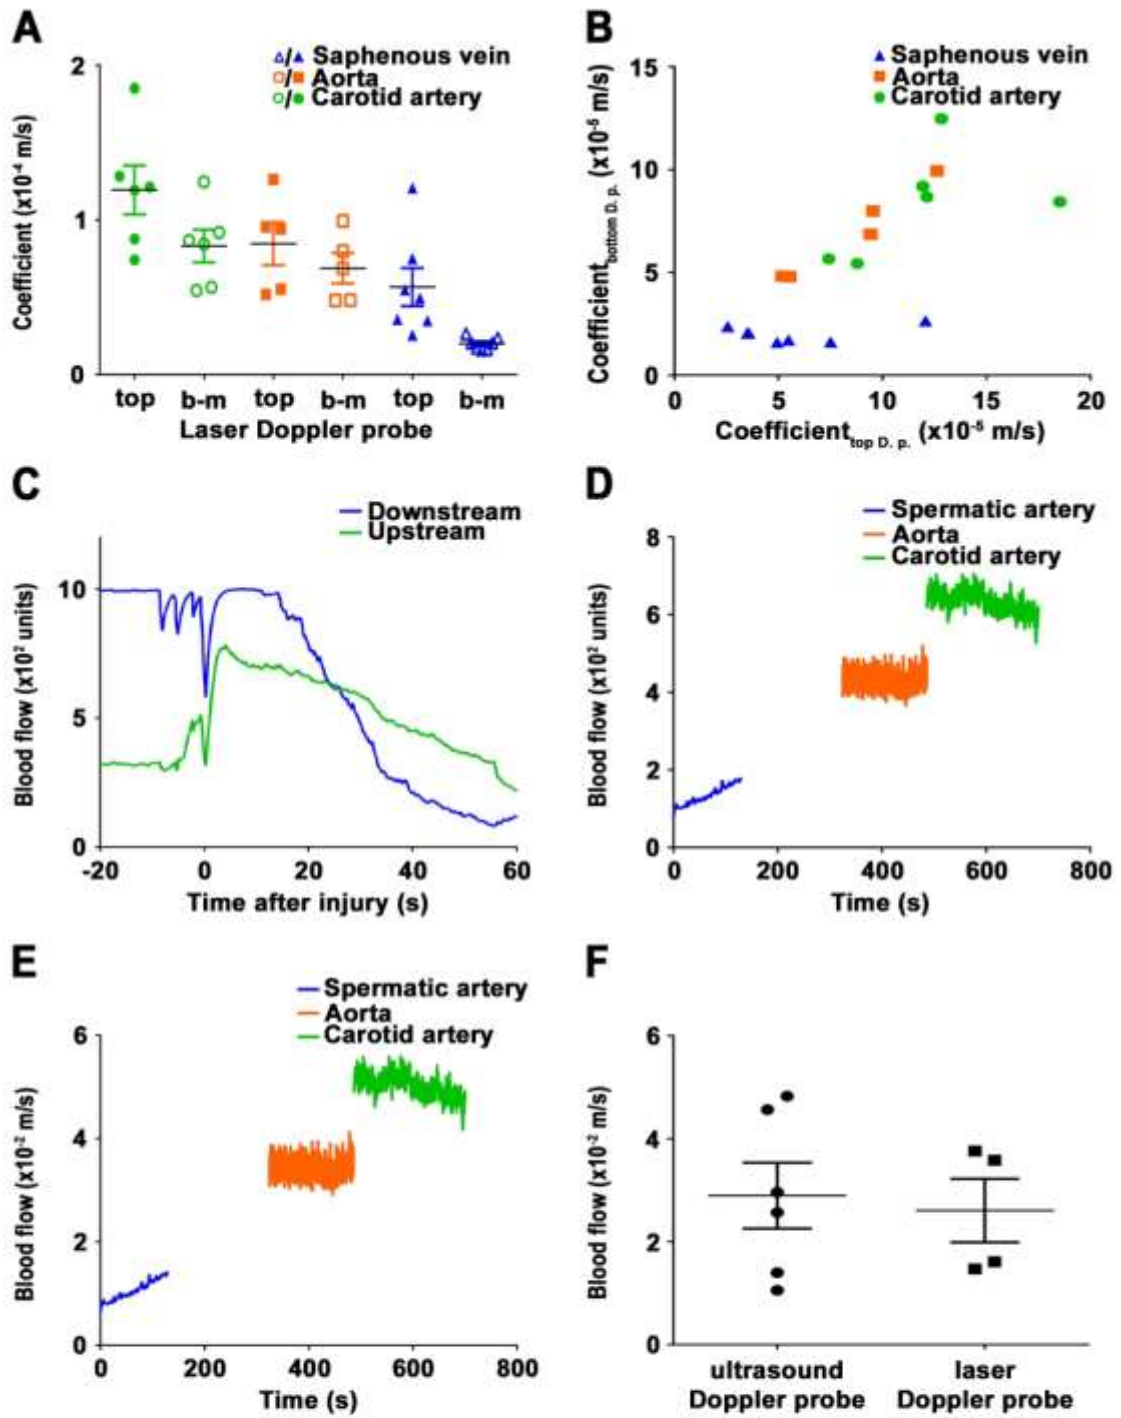 A
△/▲ Saphenous vein
□/■ Aorta
○/● Carotid artery
Coefficient (x10⁻⁴ m/s)
2
1
0
top b-m top b-m top b-m
Laser Doppler probe
B
Saphenous vein
Aorta
Carotid artery
Coefficient bottom D. p. (x10⁻⁵ m/s)
15
10
5
0
0 5 10 15 20
Coefficient top D. p. (x10⁻⁵ m/s)
C
Downstream
Upstream
Blood flow (x10² units)
10
5
0
-20 0 20 40 60
Time after injury (s)
D
Spermatic artery
Aorta
Carotid artery
Blood flow (x10² units)
8
6
4
2
0
0 200 400 600 800
Time (s)
E
Spermatic artery
Aorta
Carotid artery
Blood flow (x10⁻² m/s)
6
4
2
0
0 200 400 600 800
Time (s)
F
Blood flow (x10⁻² m/s)
6
4
2
0
ultrasound
Doppler probe
laser
Doppler probe